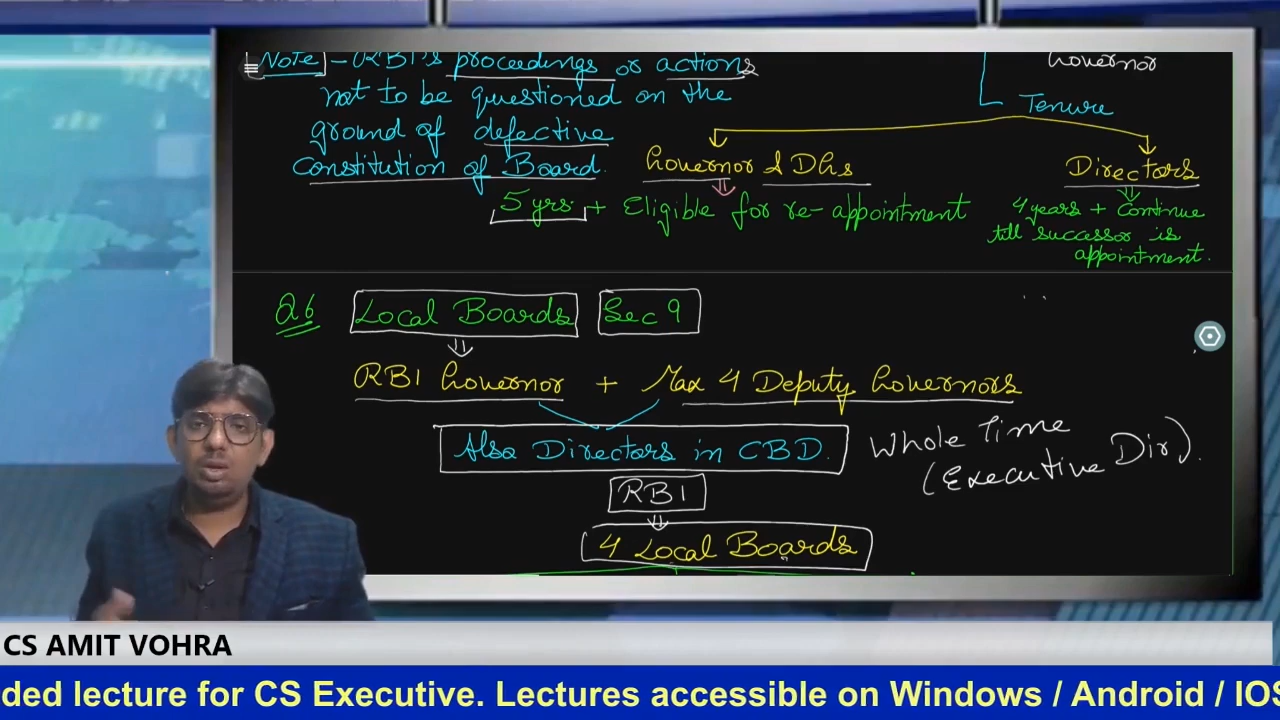 Note - RBI's proceedings or actions
not to be questioned on the
ground of defective
Constitution of Board.
Governor
Tenure
Governor & DGs
5 yrs. + Eligible for re-appointment
Directors
4 years + Continue
till successor is
appointment.
Q6 Local Boards Sec 9
RBI Governor + Max 4 Deputy Governors
Also Directors in CBD.
Whole Time
(Executive Dir).
RBI
4 Local Boards
CS AMIT VOHRA
ded lecture for CS Executive. Lectures accessible on Windows / Android / IOS